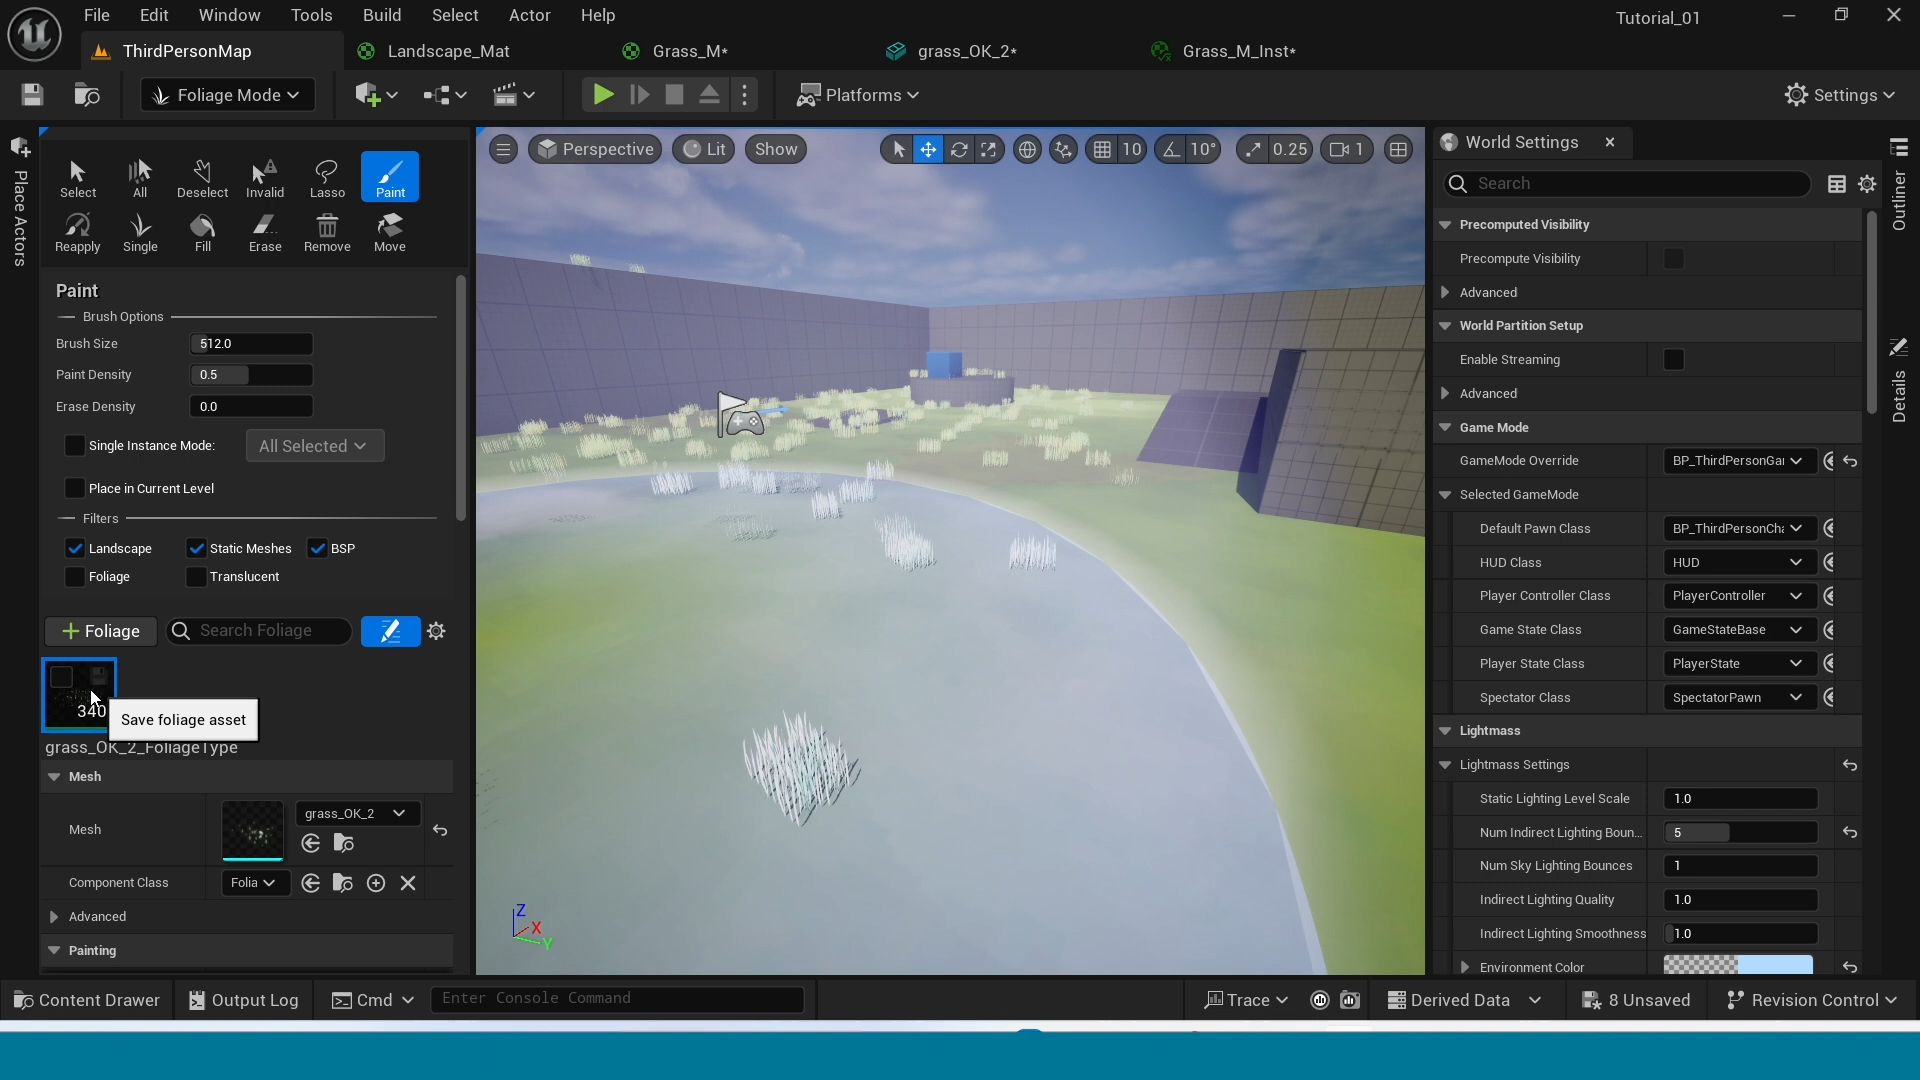 File Edit Window Tools Build Select Actor Help
Tutorial_01
ThirdPersonMap
Landscape_Mat
Grass_M*
grass_OK_2*
Grass_M_Inst*
Foliage Mode
Platforms
Settings
Place Actors
Select All Deselect Invalid Lasso Paint
Reapply Single Fill Erase Remove Move
Paint
Brush Options
Brush Size 512.0
Paint Density 0.5
Erase Density 0.0
Single Instance Mode: All Selected
Place in Current Level
Filters
Landscape Static Meshes BSP
Foliage Translucent
Foliage Search Foliage
340
Save foliage asset
grass_OK_2_FoliageType
Mesh
Mesh grass_OK_2
Component Class Folia
Advanced
Painting
Perspective Lit Show 10 10° 0.25 1
Z
X
Y
World Settings
Search
Precomputed Visibility
Precompute Visibility
Advanced
World Partition Setup
Enable Streaming
Advanced
Game Mode
GameMode Override BP_ThirdPersonGar
Selected GameMode
Default Pawn Class BP_ThirdPersonCha
HUD Class HUD
Player Controller Class PlayerController
Game State Class GameStateBase
Player State Class PlayerState
Spectator Class SpectatorPawn
Lightmass
Lightmass Settings
Static Lighting Level Scale 1.0
Num Indirect Lighting Boun... 5
Num Sky Lighting Bounces 1
Indirect Lighting Quality 1.0
Indirect Lighting Smoothness 1.0
Environment Color
Outliner
Details
Content Drawer Output Log Cmd Enter Console Command Trace Derived Data 8 Unsaved Revision Control